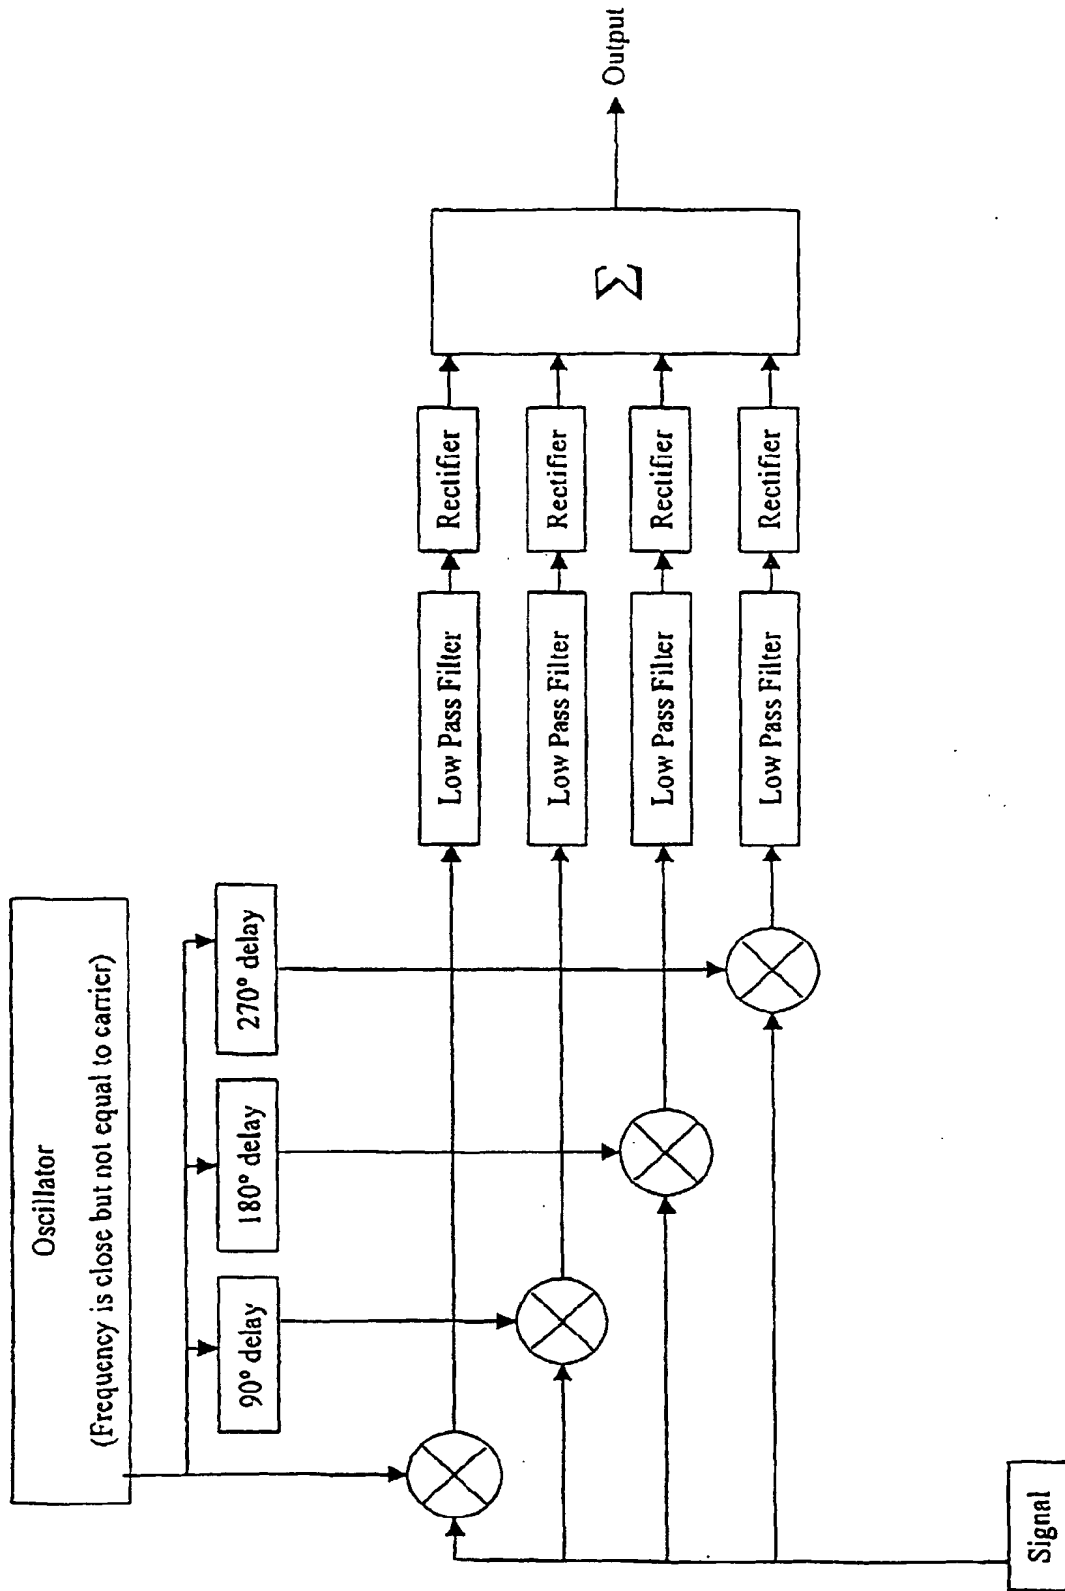 Oscillator
(Frequency is close but not equal to carrier)
90° delay
180° delay
270° delay
Low Pass Filter
Rectifier
Low Pass Filter
Rectifier
Low Pass Filter
Rectifier
Low Pass Filter
Rectifier
Σ
Output
Signal